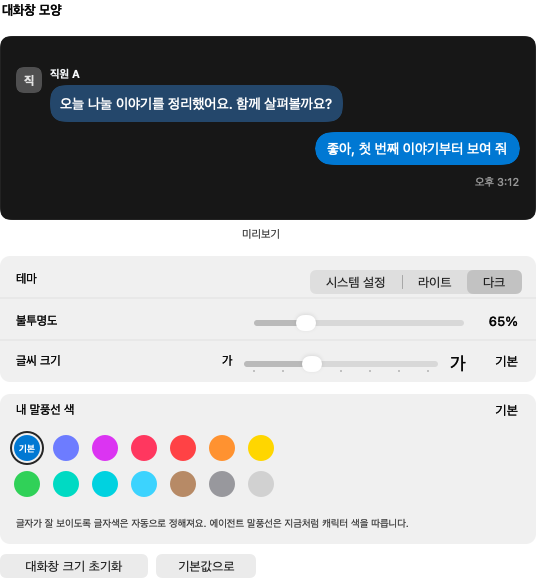 대화창 모양
직
직원 A
오늘 나눌 이야기를 정리했어요. 함께 살펴볼까요?
좋아, 첫 번째 이야기부터 보여 줘
오후 3:12
미리보기
테마
시스템 설정
라이트
다크
불투명도
65%
글씨 크기
가
가
기본
내 말풍선 색
기본
기본
글자가 잘 보이도록 글자색은 자동으로 정해져요. 에이전트 말풍선은 지금처럼 캐릭터 색을 따릅니다.
대화창 크기 초기화
기본값으로